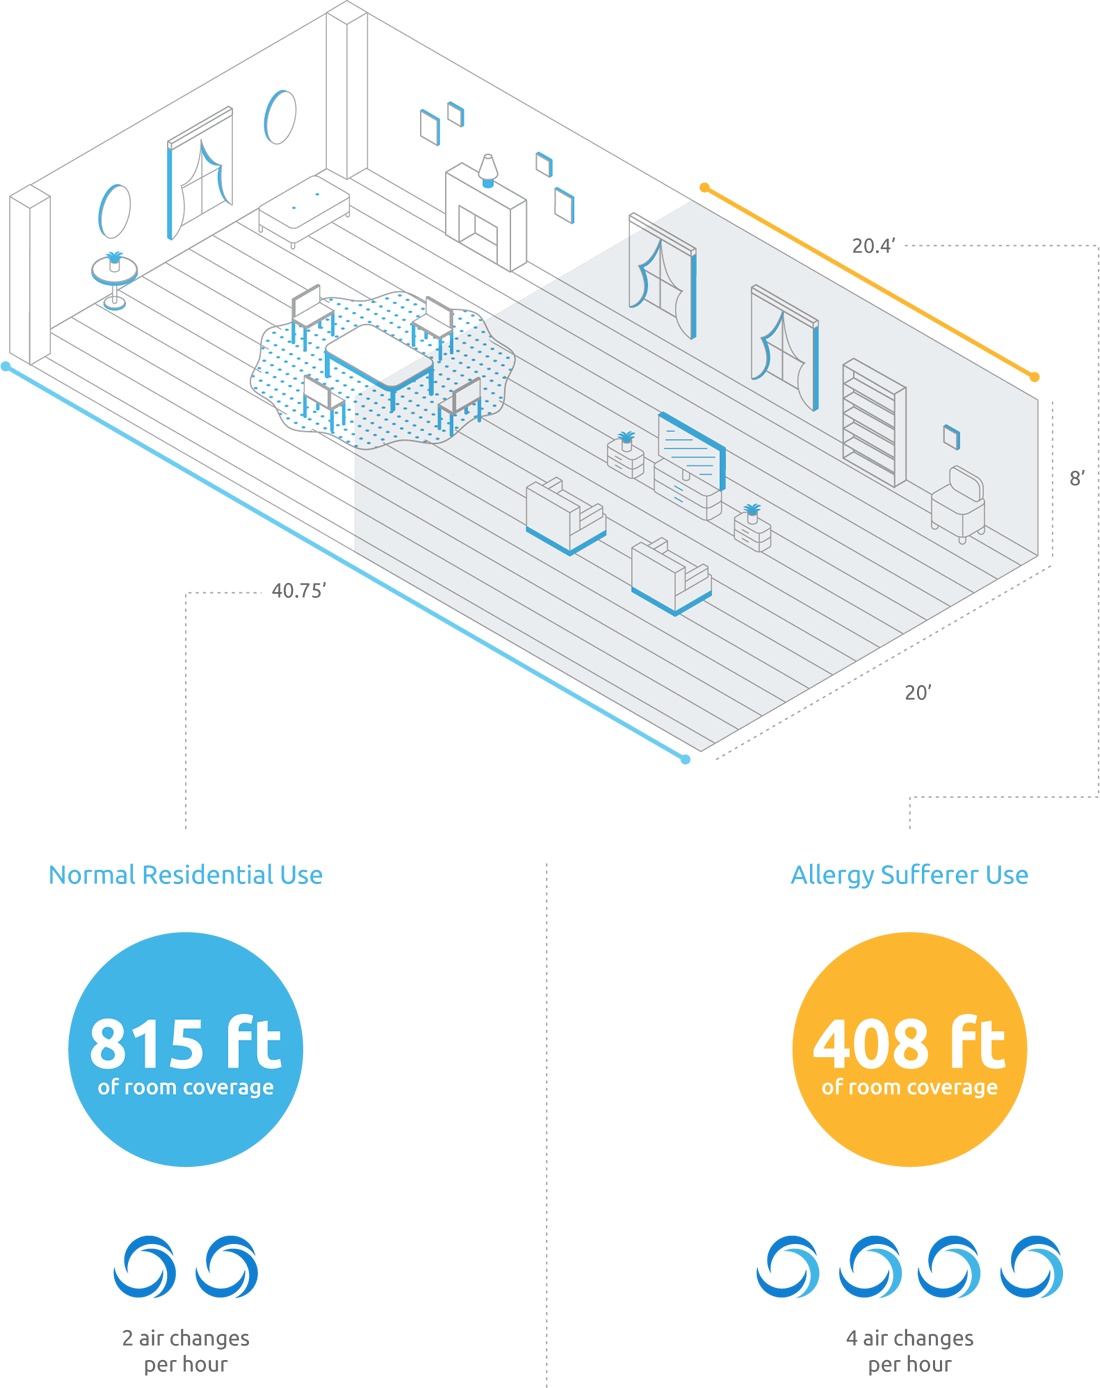 20.4’
8’
40.75’
20’
Normal Residential Use
815 ft
of room coverage
2 air changes
per hour
Allergy Sufferer Use
408 ft
of room coverage
4 air changes
per hour